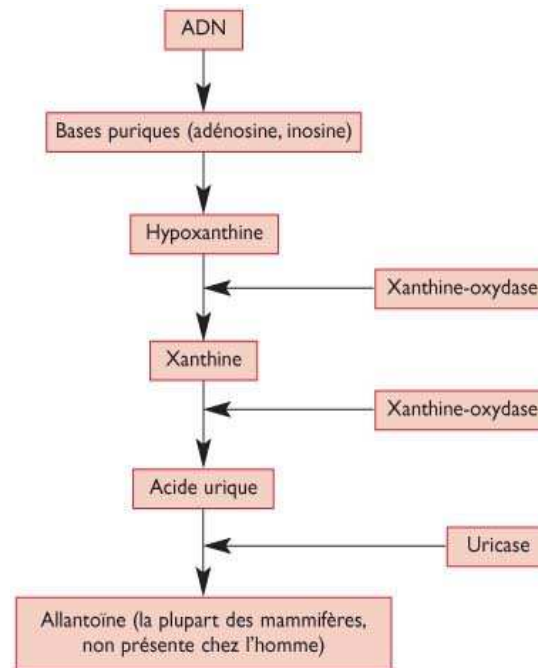 ADN
Bases puriques (adénosine, inosine)
Hypoxanthine
Xanthine-oxydase
Xanthine
Xanthine-oxydase
Acide urique
Uricase
Allantoïne (la plupart des mammifères,
non présente chez l'homme)